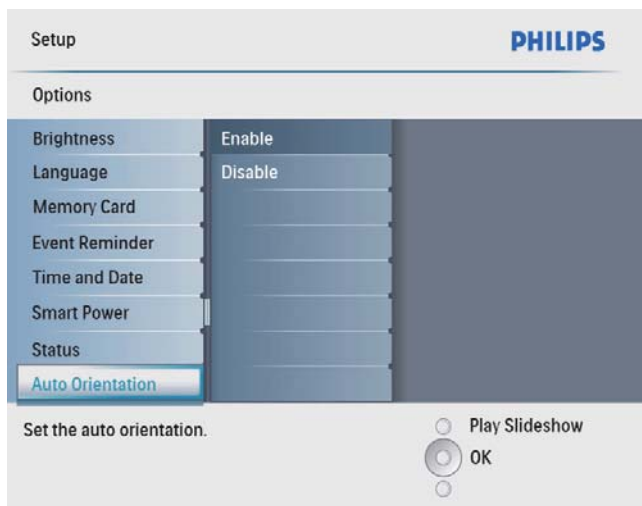 Setup
PHILIPS
Options
Brightness
Enable
Language
Disable
Memory Card
Event Reminder
Time and Date
Smart Power
Status
Auto Orientation
Set the auto orientation.
Play Slideshow
OK